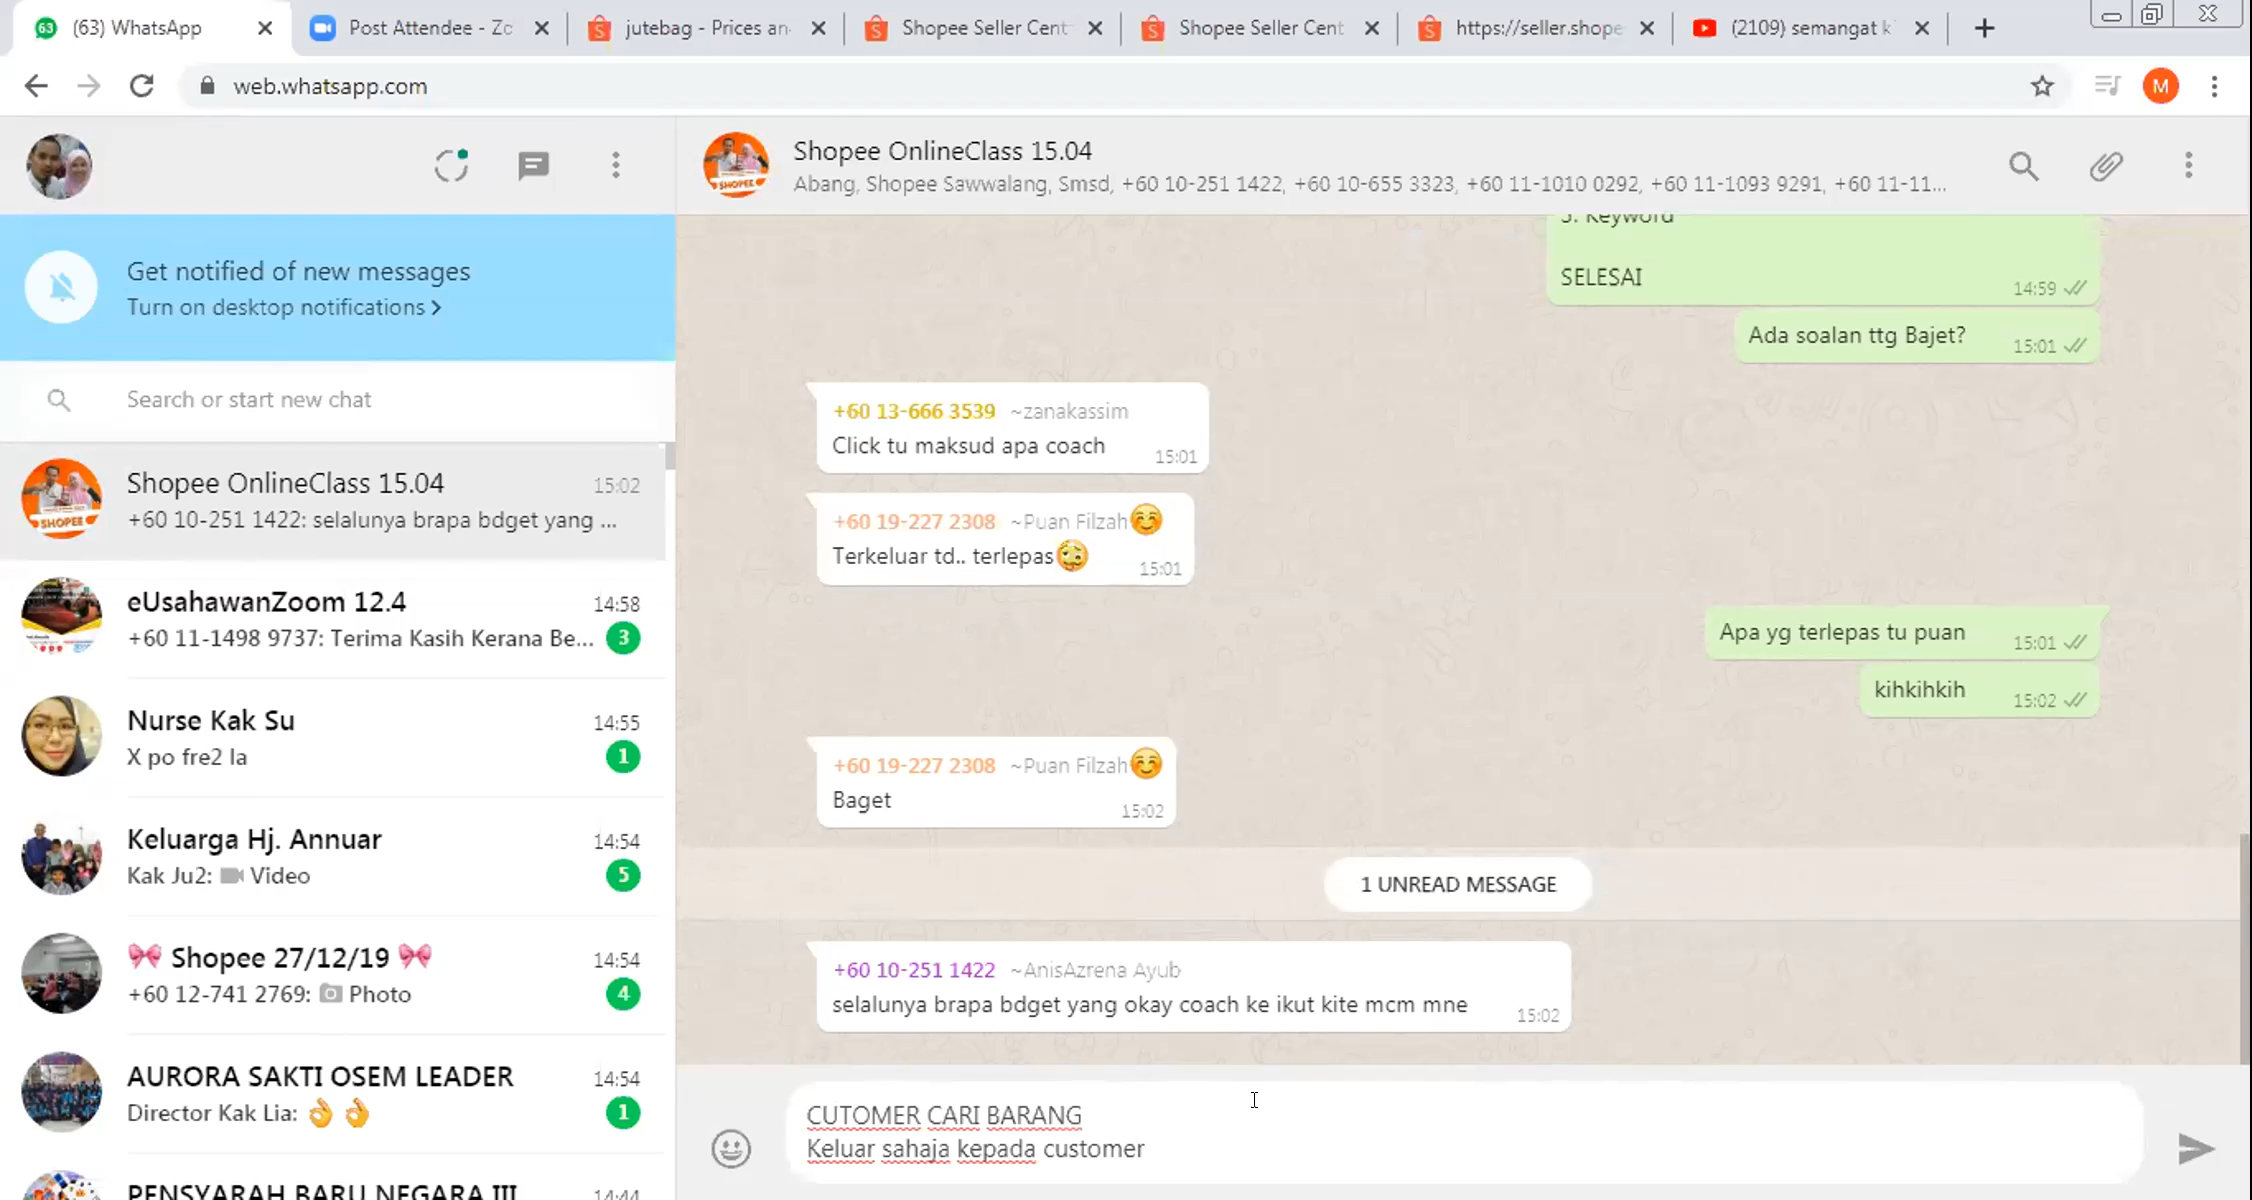 63 (63) WhatsApp
Post Attendee - Zo
jutebag - Prices an
Shopee Seller Cent
Shopee Seller Cent
https://seller.shope
(2109) semangat k
web.whatsapp.com
M
SHOPEE
Shopee OnlineClass 15.04
Abang, Shopee Sawwalang, Smsd, +60 10-251 1422, +60 10-655 3323, +60 11-1010 0292, +60 11-1093 9291, +60 11-11...
Get notified of new messages
Turn on desktop notifications >
Search or start new chat
SHOPEE
Shopee OnlineClass 15.04 15:02
+60 10-251 1422: selalunya brapa bdget yang ...
eUsahawanZoom 12.4 14:58
+60 11-1498 9737: Terima Kasih Kerana Be... 3
Nurse Kak Su 14:55
X po fre2 la 1
Keluarga Hj. Annuar 14:54
Kak Ju2: Video 5
🎀 Shopee 27/12/19 🎀 14:54
+60 12-741 2769: Photo 4
AURORA SAKTI OSEM LEADER 14:54
Director Kak Lia: 👌 👌 1
PENSYARAH BARU NEGARA III 14:44
3. Keyword
SELESAI
14:59
Ada soalan ttg Bajet? 15:01
+60 13-666 3539 ~zanakassim
Click tu maksud apa coach 15:01
+60 19-227 2308 ~Puan Filzah😊
Terkeluar td.. terlepas🥴 15:01
Apa yg terlepas tu puan 15:01
kihkihkih 15:02
+60 19-227 2308 ~Puan Filzah😊
Baget 15:02
1 UNREAD MESSAGE
+60 10-251 1422 ~AnisAzrena Ayub
selalunya brapa bdget yang okay coach ke ikut kite mcm mne 15:02
CUTOMER CARI BARANG
Keluar sahaja kepada customer